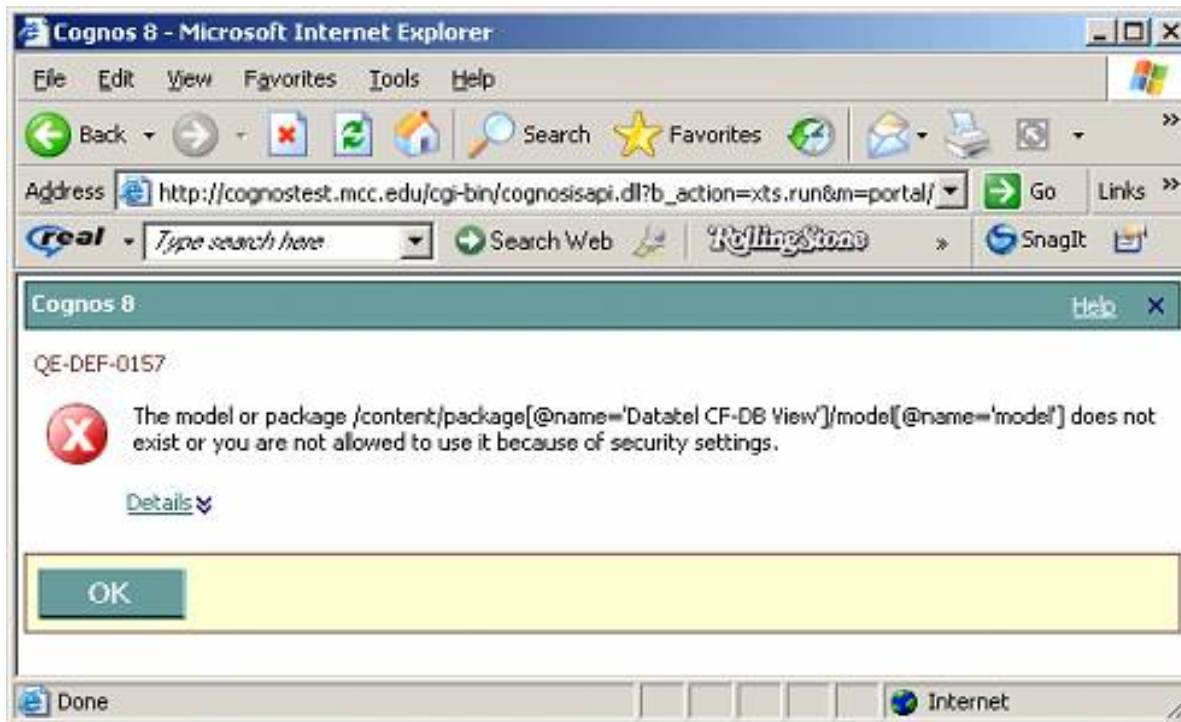 Cognos 8 - Microsoft Internet Explorer
File Edit View Favorites Tools Help
Back Search Favorites »
Address http://cognostest.mcc.edu/cgi-bin/cognosisapi.dll?b_action=xts.run&m=portal/ Go Links »
real Type search here Search Web RollingStone » SnagIt
Cognos 8 Help
QE-DEF-0157
The model or package /content/package[@name='Datatel CF-DB View']/model[@name='model'] does not
exist or you are not allowed to use it because of security settings.
Details
OK
Done Internet